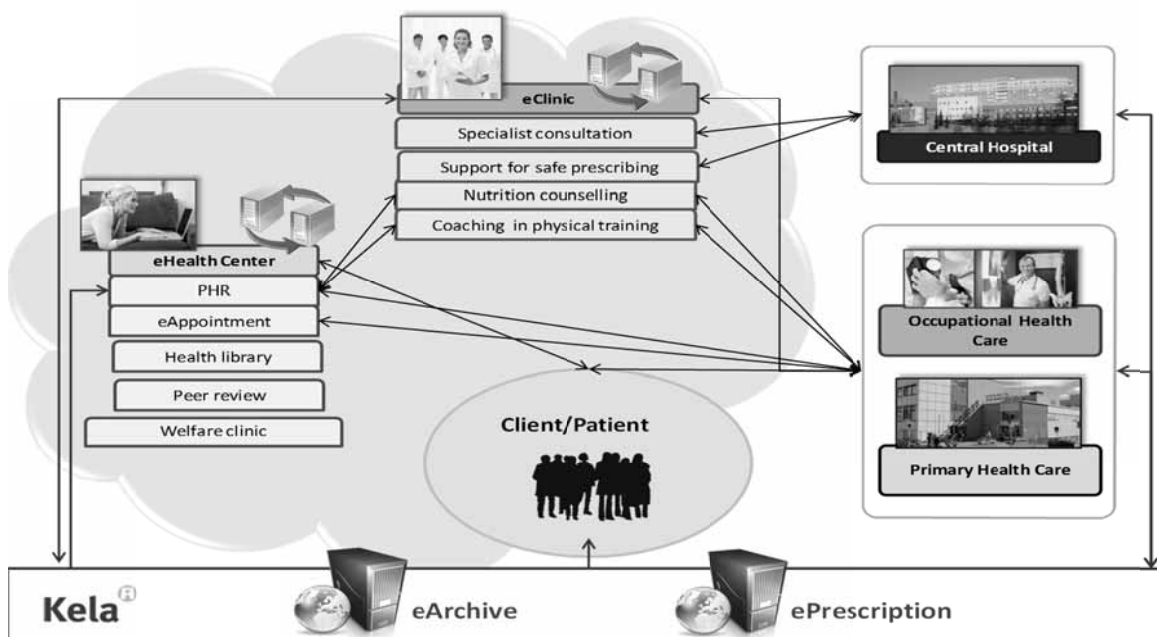 eClinic
Specialist consultation
Support for safe prescribing
Nutrition counselling
Coaching in physical training
Central Hospital
eHealth Center
PHR
eAppointment
Health library
Peer review
Welfare clinic
Occupational Health
Care
Primary Health Care
Client/Patient
Kela
eArchive
ePrescription